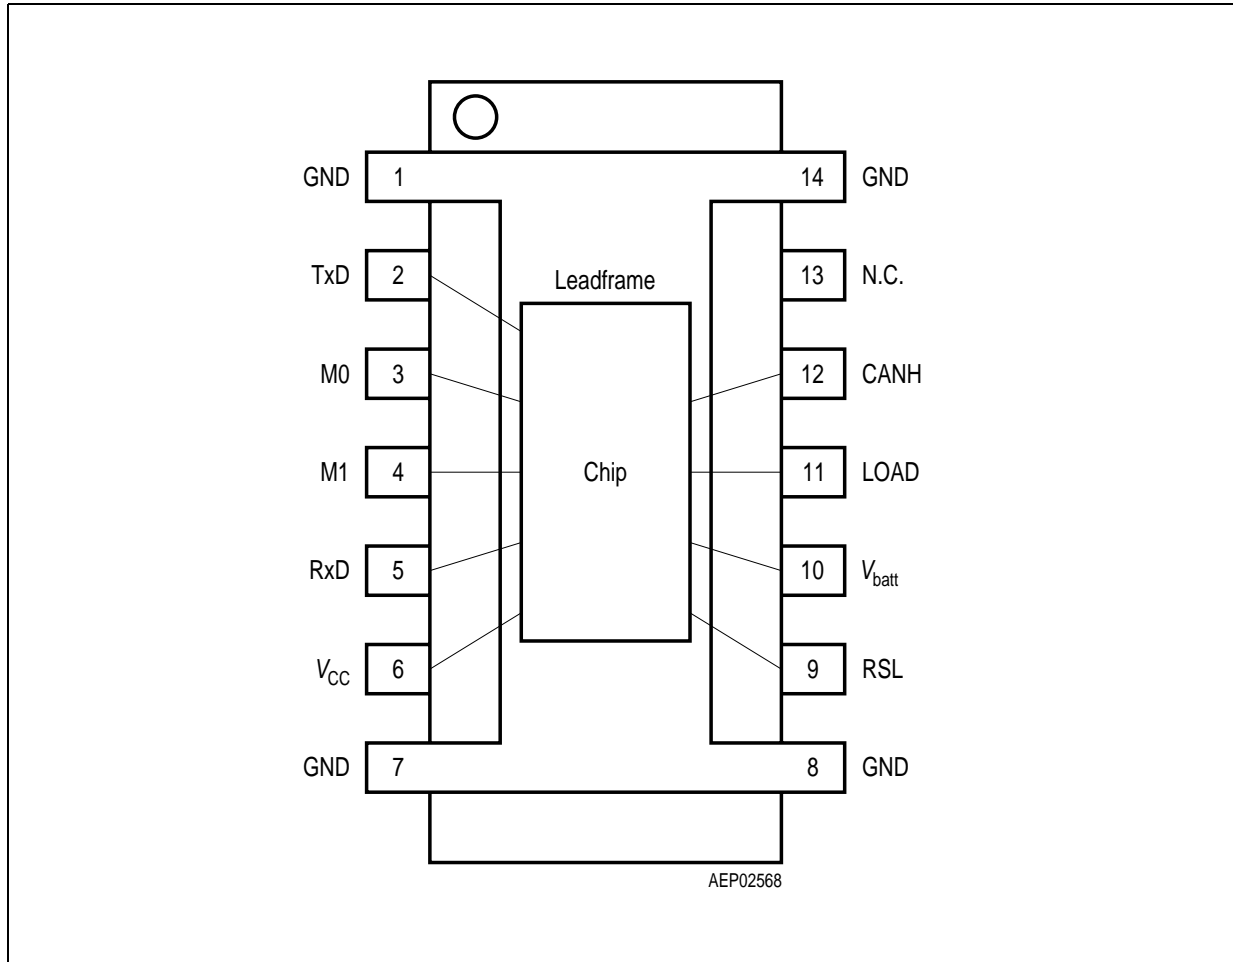 GND 1 14 GND
TxD 2 Leadframe 13 N.C.
M0 3 12 CANH
M1 4 Chip 11 LOAD
RxD 5 10 Vbatt
VCC 6 9 RSL
GND 7 8 GND
AEP02568